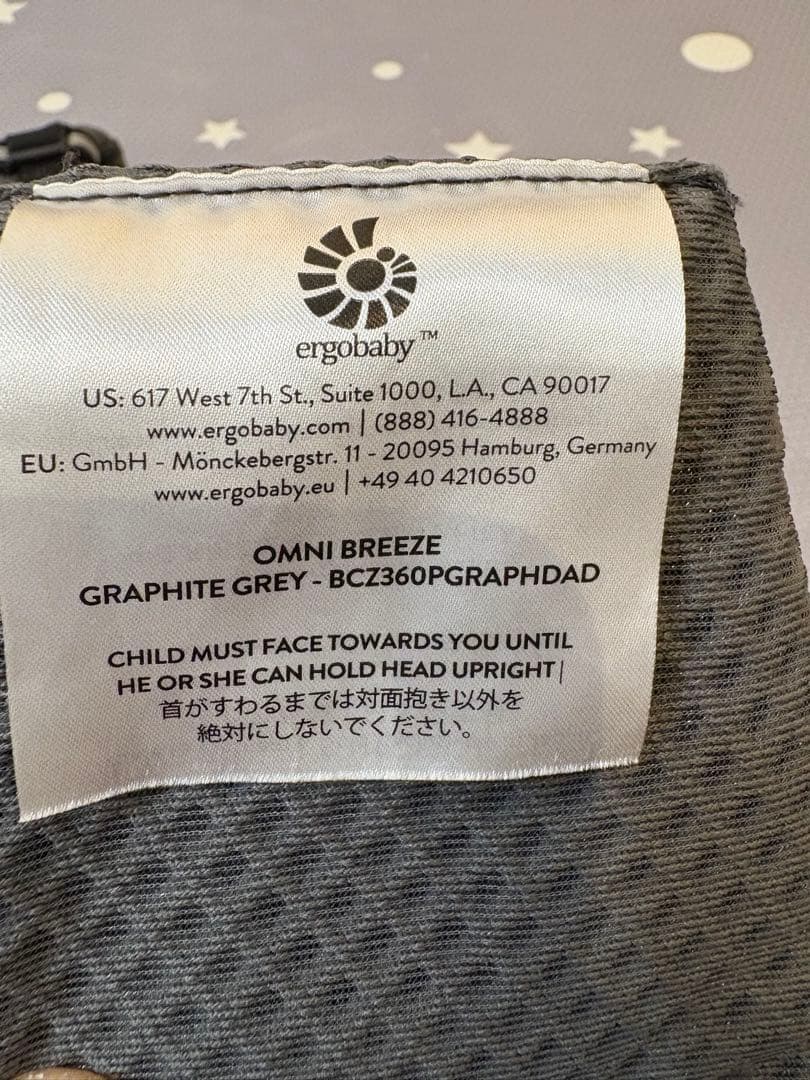 ergobaby™
US: 617 West 7th St., Suite 1000, L.A., CA 90017
www.ergobaby.com | (888) 416-4888
EU: GmbH - Mönckebergstr. 11 - 20095 Hamburg, Germany
www.ergobaby.eu | +49 40 4210650
OMNI BREEZE
GRAPHITE GREY - BCZ360PGRAPHDAD
CHILD MUST FACE TOWARDS YOU UNTIL
HE OR SHE CAN HOLD HEAD UPRIGHT |
首がすわるまでは対面抱き以外を
絶対にしないでください。